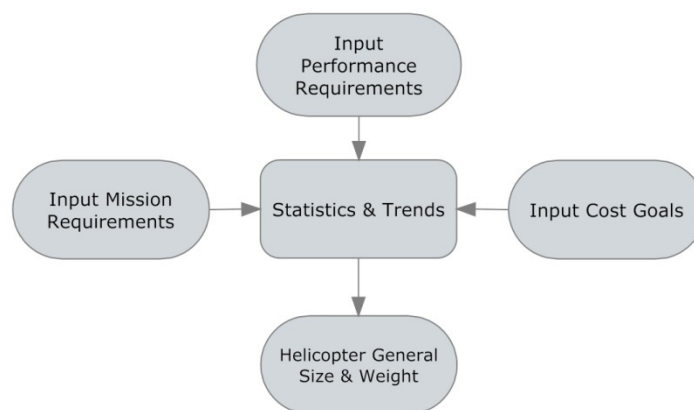 Input
Performance
Requirements
Input Mission
Requirements
Statistics & Trends
Input Cost Goals
Helicopter General
Size & Weight